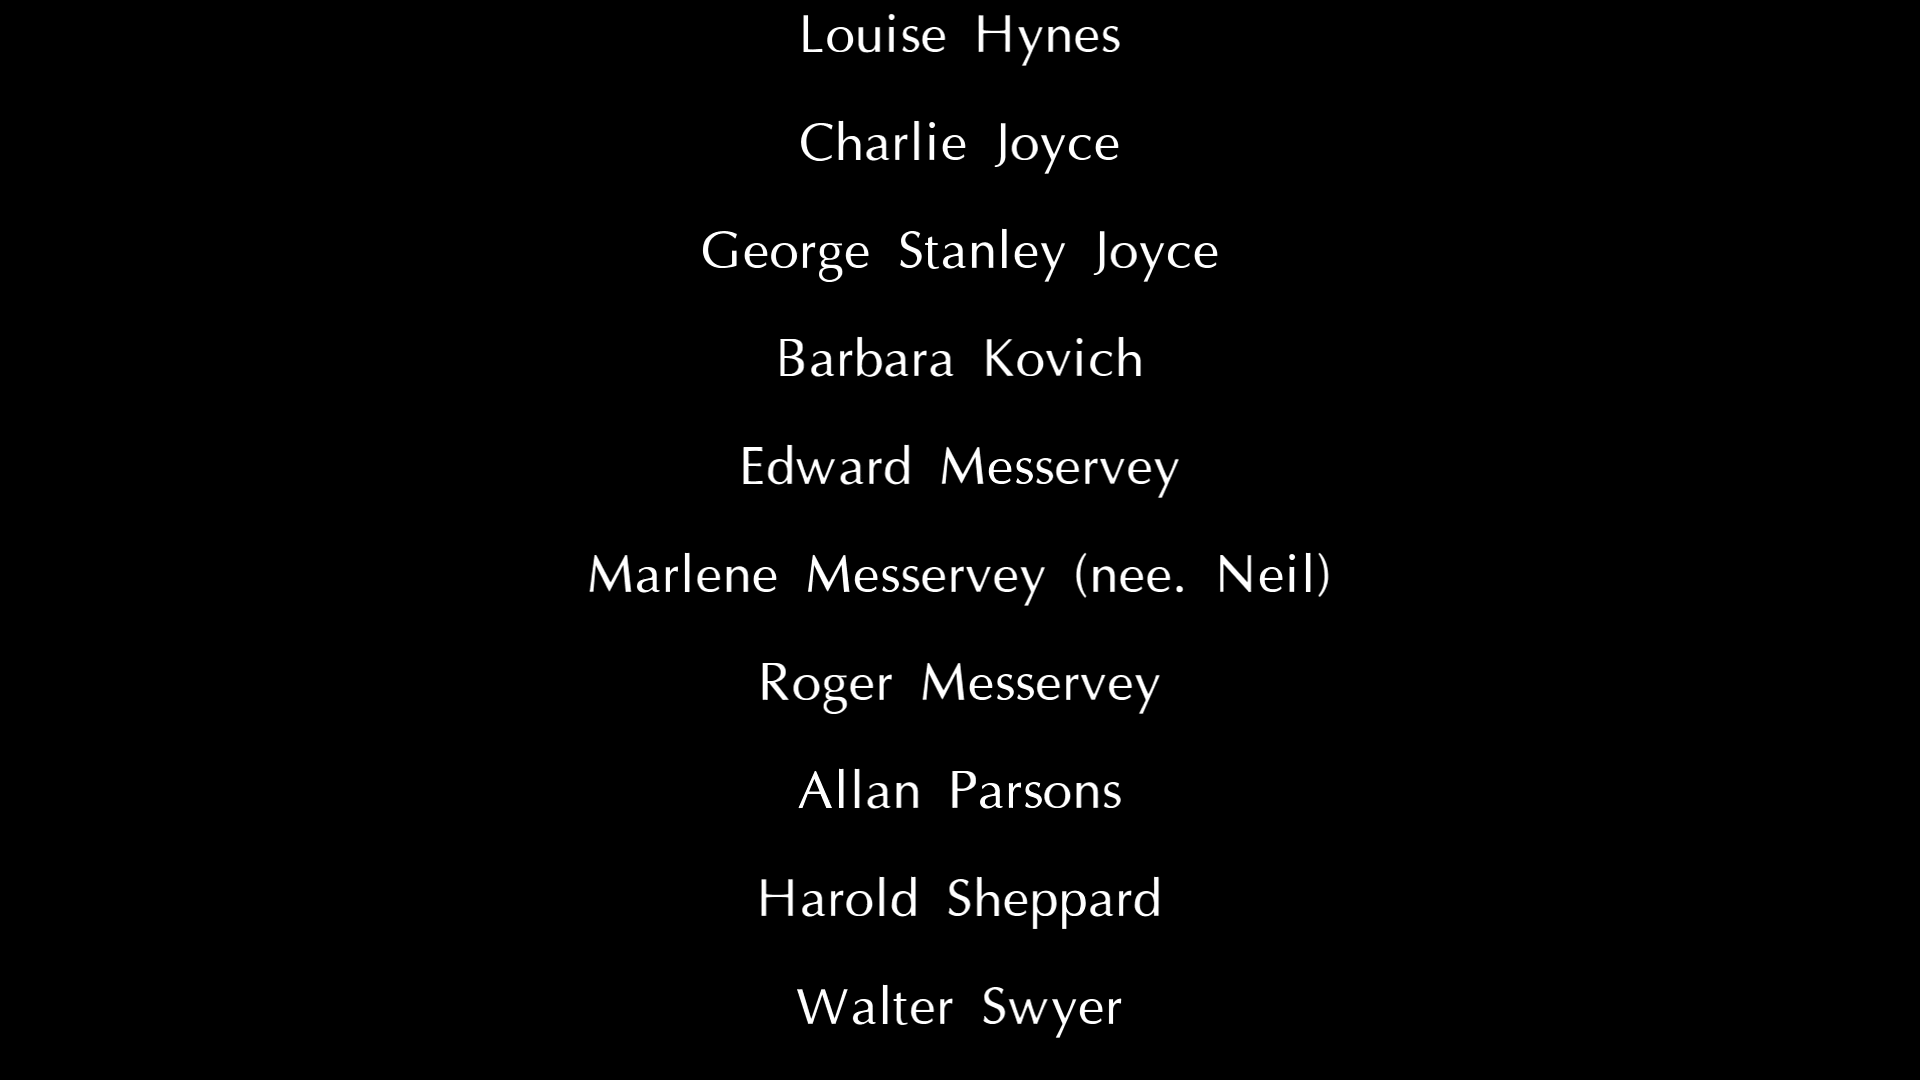 Louise Hynes
Charlie Joyce
George Stanley Joyce
Barbara Kovich
Edward Messervey
Marlene Messervey (nee. Neil)
Roger Messervey
Allan Parsons
Harold Sheppard
Walter Swyer